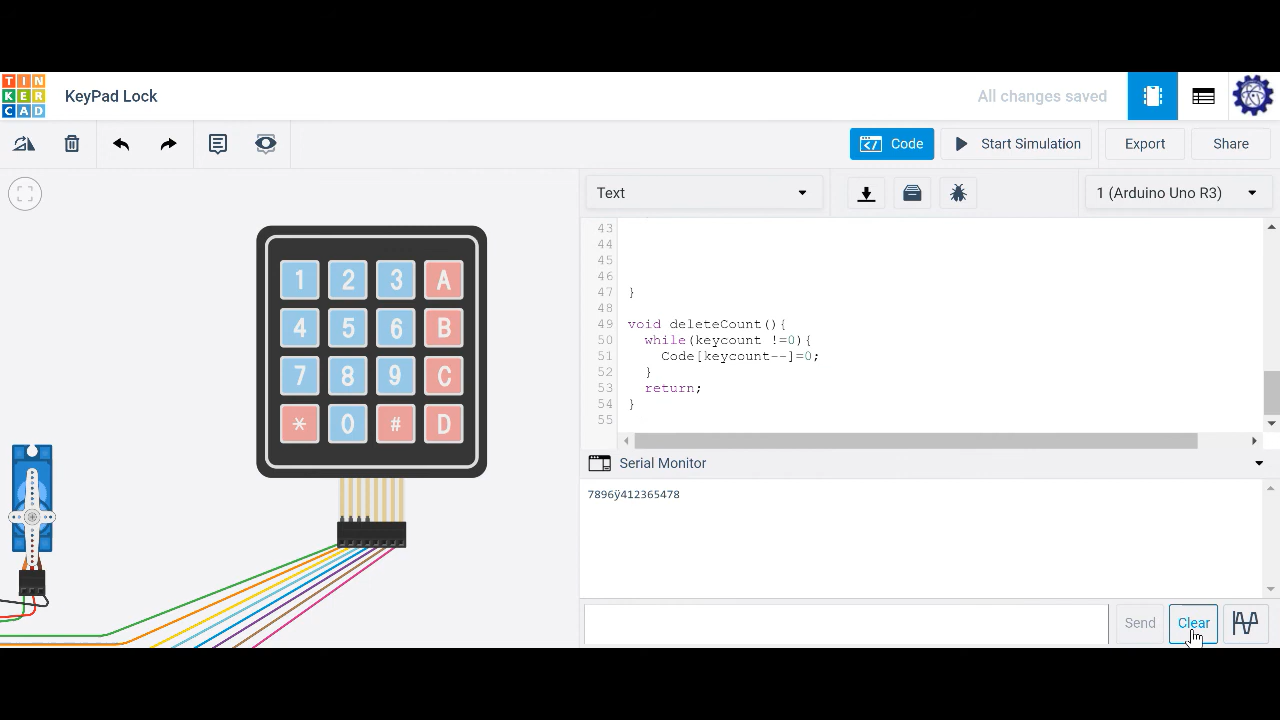 TIN
KER
CAD
KeyPad Lock
All changes saved
Code
Start Simulation
Export
Share
Text
1 (Arduino Uno R3)
43
44
45
46
47 }
48
49 void deleteCount(){
50 while(keycount !=0){
51 Code[keycount--]=0;
52 }
53 return;
54 }
55
1 2 3 A
4 5 6 B
7 8 9 C
* 0 # D
Serial Monitor
7896ÿ412365478
Send
Clear